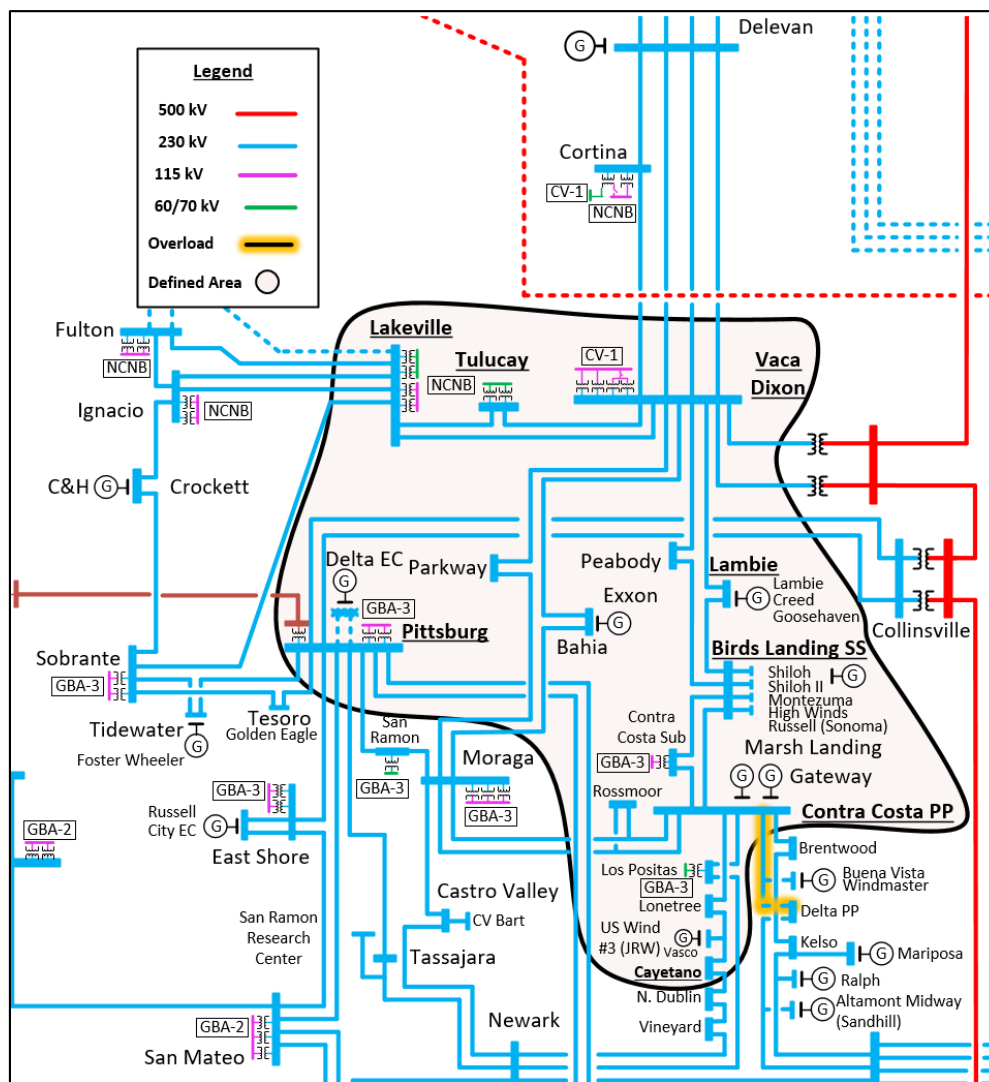 Legend
500 kV
230 kV
115 kV
60/70 kV
Overload
Defined Area
G
Delevan
Cortina
CV-1
NCNB
Fulton
NCNB
Ignacio
NCNB
C&H
G
Crockett
Lakeville
Tulucay
NCNB
CV-1
Vaca
Dixon
Delta EC
G
GBA-3
Pittsburg
Parkway
Peabody
Exxon
G
Bahia
Lambie
G
Lambie
Creed
Goosehaven
Collinsville
Birds Landing SS
Shiloh
G
Shiloh II
Montezuma
High Winds
Russell (Sonoma)
Sobrante
GBA-3
Tidewater
G
Foster Wheeler
Tesoro
Golden Eagle
San
Ramon
GBA-3
Moraga
GBA-3
Contra
Costa Sub
GBA-3
Rossmoor
Marsh Landing
G
G
Gateway
Contra Costa PP
GBA-2
GBA-3
Russell
City EC
G
East Shore
Los Positas
GBA-3
Lonetree
US Wind
#3 (JRW)
G
Vasco
Cayetano
N. Dublin
Vineyard
Brentwood
G
Buena Vista
Windmaster
Delta PP
Kelso
G
Mariposa
G
Ralph
G
Altamont Midway
(Sandhill)
Castro Valley
CV Bart
San Ramon
Research
Center
Tassajara
Newark
GBA-2
San Mateo